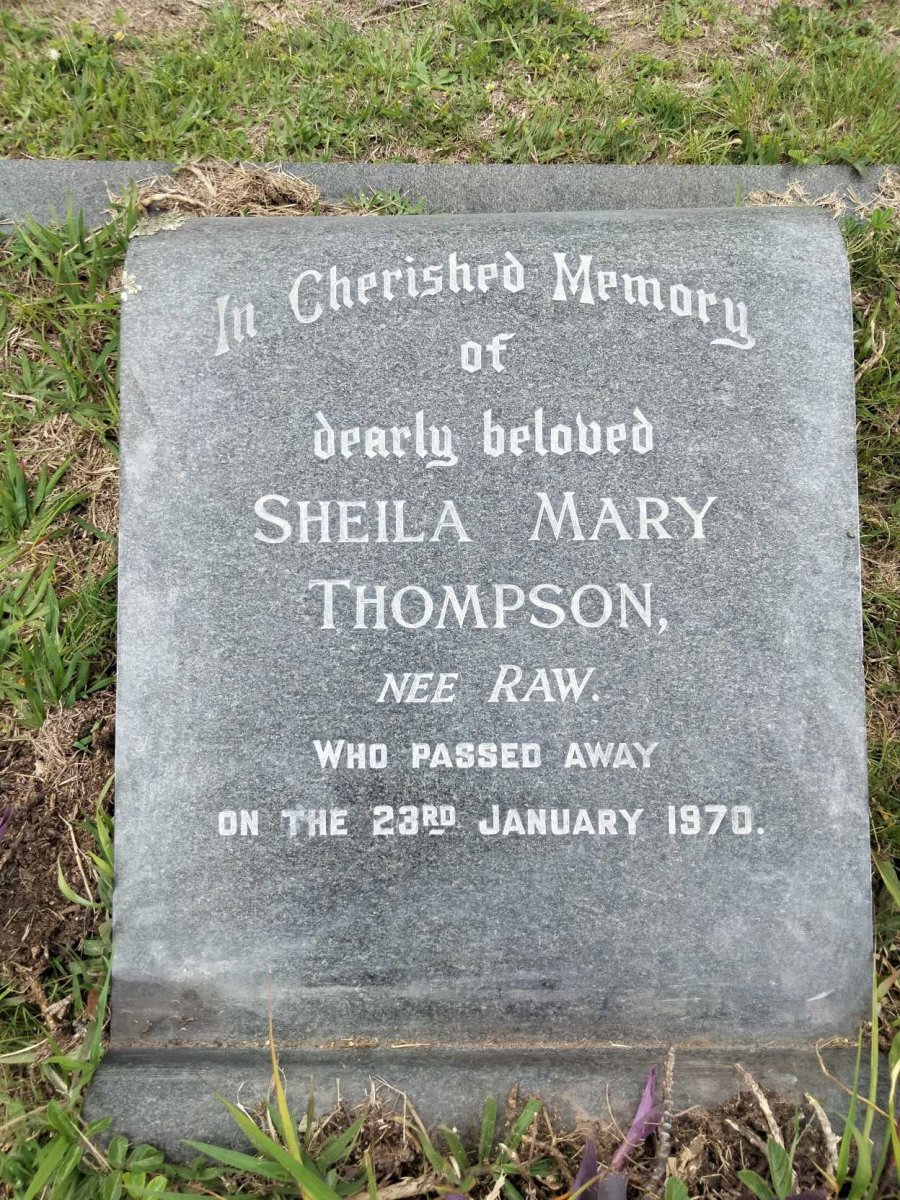 In Cherished Memory
of
dearly beloved
SHEILA MARY
THOMPSON,
NEE RAW.
WHO PASSED AWAY
ON THE 23RD JANUARY 1970.